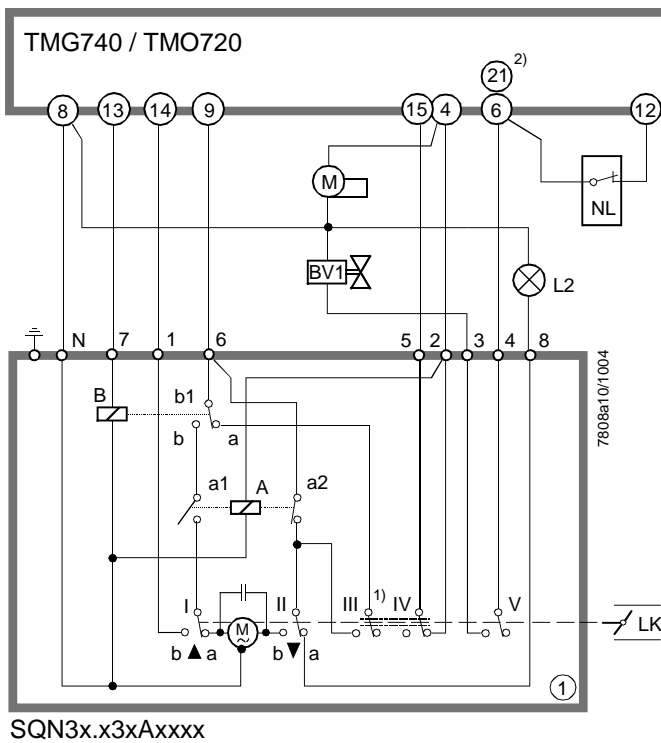 TMG740 / TMO720
21 2)
8 13 14 9 15 4 6 12
M
NL
BV1
L2
N 7 1 6 5 2 3 4 8
7808a10/1004
B b1
b a
a1 A a2
I II III 1) IV V
M
~
b a b a
LK
1
SQN3x.x3xAxxxx